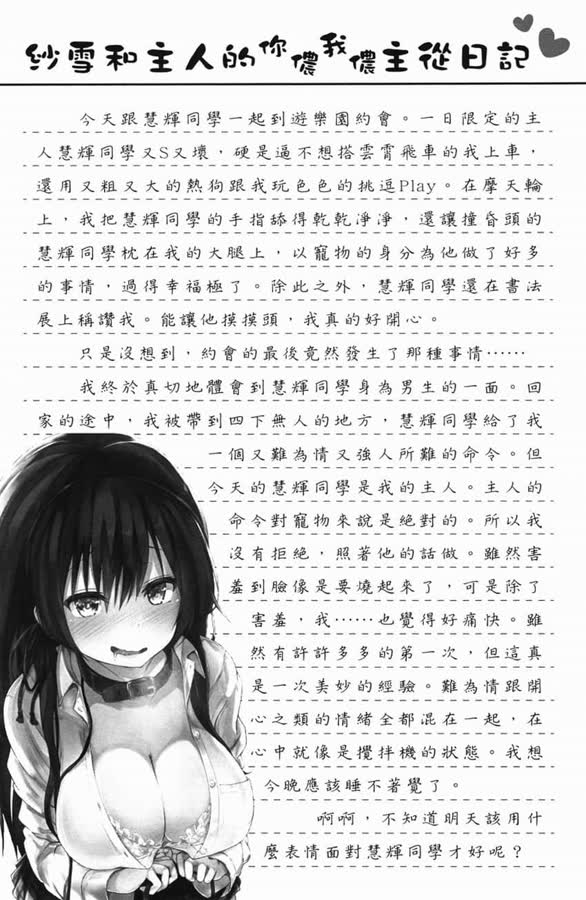 紗雪和主人的你儂我儂主從日記
今天跟慧輝同學一起到遊樂園約會。一日限定的主
人慧輝同學又S又壞，硬是逼不想搭雲霄飛車的我上車，
還用又粗又大的熱狗跟我玩色色的挑逗Play。在摩天輪
上，我把慧輝同學的手指舔得乾乾淨淨，還讓撞昏頭的
慧輝同學枕在我的大腿上，以寵物的身分為他做了好多
的事情，過得幸福極了。除此之外，慧輝同學還在書法
展上稱讚我。能讓他摸摸頭，我真的好開心。
只是沒想到，約會的最後竟然發生了那種事情……
我終於真切地體會到慧輝同學身為男生的一面。回
家的途中，我被帶到四下無人的地方，慧輝同學給了我
一個又難為情又強人所難的命令。但
今天的慧輝同學是我的主人。主人的
命令對寵物來說是絕對的。所以我
沒有拒絕，照著他的話做。雖然害
羞到臉像是要燒起來了，可是除了
害羞，我……也覺得好痛快。雖
然有許許多多的第一次，但這真
是一次美妙的經驗。難為情跟開
心之類的情緒全都混在一起，在
心中就像是攪拌機的狀態。我想
今晚應該睡不著覺了。
啊啊，不知道明天該用什
麼表情面對慧輝同學才好呢？